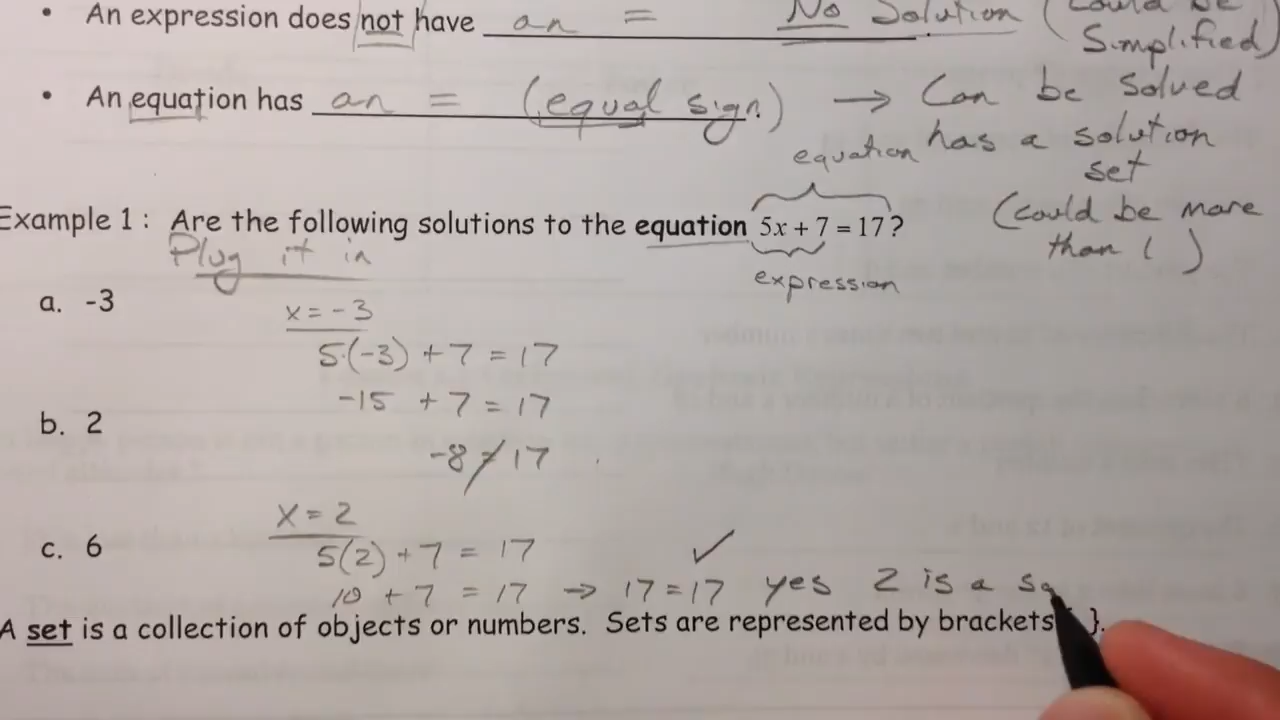 • An expression does not have an = No Solution (Could be
Simplified)
• An equation has an = (equal sign) → Can be Solved
has a solution
set
(could be more
than 1)
equation
Example 1: Are the following solutions to the equation 5x + 7 = 17?
Plug it in
expression
a. -3
x = -3
5·(-3) + 7 = 17
-15 + 7 = 17
b. 2
-8 ≠ 17
x = 2
c. 6
5(2) + 7 = 17 ✓
10 + 7 = 17 → 17 = 17 yes 2 is a so
A set is a collection of objects or numbers. Sets are represented by brackets { }.